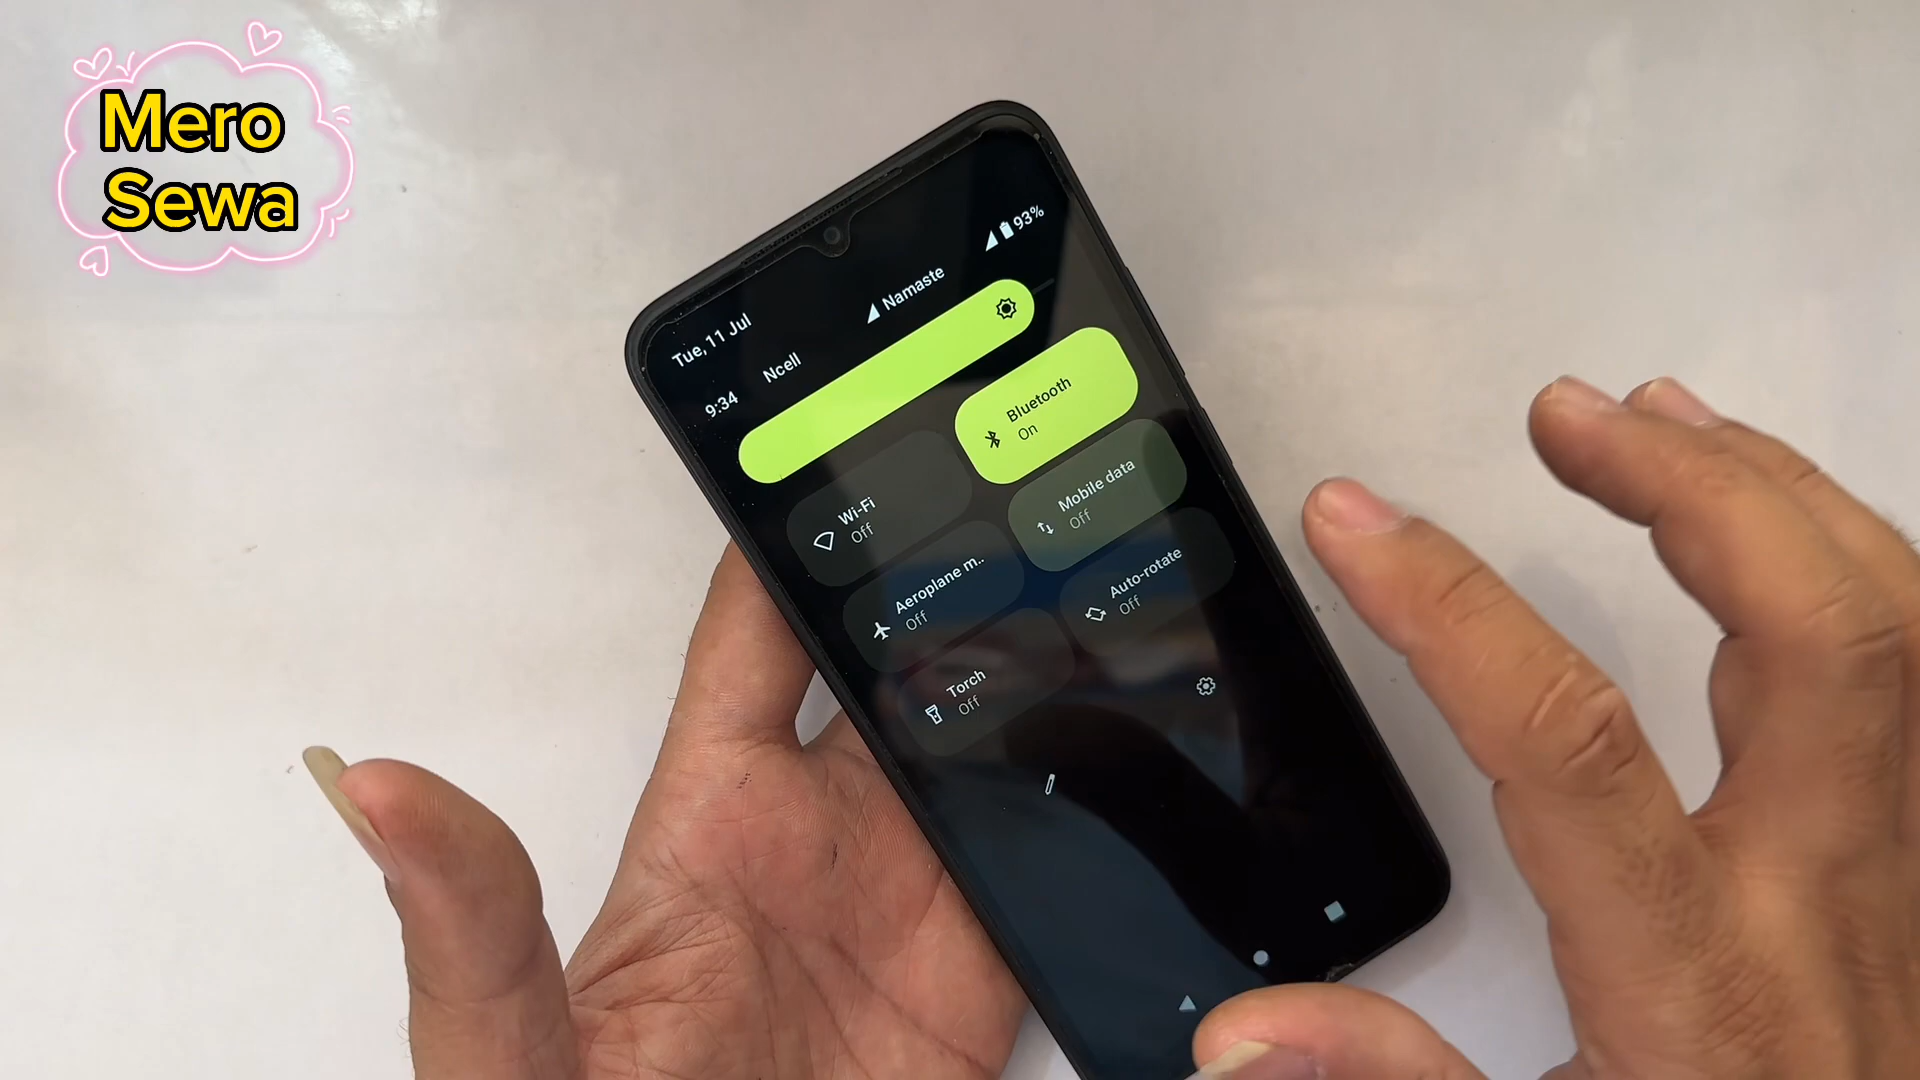 Mero
Sewa
Tue, 11 Jul
93%
9:34
Ncell
Namaste
Wi-Fi
Off
Bluetooth
On
Aeroplane m..
Off
Mobile data
Off
Torch
Off
Auto-rotate
Off